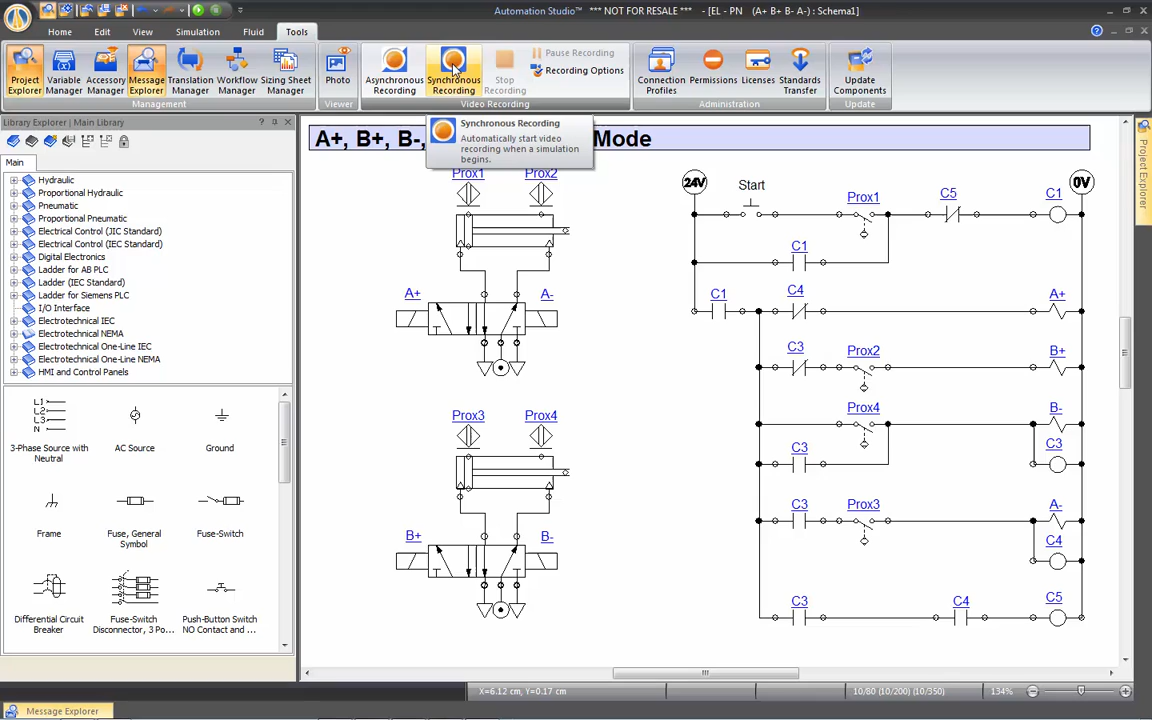 Automation Studio™ *** NOT FOR RESALE *** - [EL - PN (A+ B+ B- A-) : Schema1]
Home Edit View Simulation Fluid Tools
Project Explorer
Variable Manager
Accessory Manager
Message Explorer
Translation Manager
Workflow Manager
Sizing Sheet Manager
Photo
Asynchronous Recording
Synchronous Recording
Stop Recording
Pause Recording
Recording Options
Connection Profiles
Permissions
Licenses
Standards Transfer
Update Components
Management Viewer Video Recording Administration Update
Library Explorer : Main Library
Main
Hydraulic
Proportional Hydraulic
Pneumatic
Proportional Pneumatic
Electrical Control (JIC Standard)
Electrical Control (IEC Standard)
Digital Electronics
Ladder for AB PLC
Ladder (IEC Standard)
Ladder for Siemens PLC
I/O Interface
Electrotechnical IEC
Electrotechnical NEMA
Electrotechnical One-Line IEC
Electrotechnical One-Line NEMA
HMI and Control Panels
L1
L2
L3
N
3-Phase Source with Neutral
AC Source
Ground
Frame
Fuse, General Symbol
Fuse-Switch
Differential Circuit Breaker
Fuse-Switch Disconnector, 3 Po...
Push-Button Switch NO Contact and ...
Synchronous Recording
Automatically start video
recording when a simulation
begins.
A+, B+, B-, Mode
Prox1 Prox2
A+ A-
Prox3 Prox4
B+ B-
24V Start Prox1 C5 C1 0V
C1
C1 C4 A+
C3 Prox2 B+
Prox4 B-
C3 C3
C3 Prox3 A-
C4
C3 C4 C5
X=6.12 cm, Y=0.17 cm 10/80 (10/200) (10/350) 134%
Message Explorer
Project Explorer